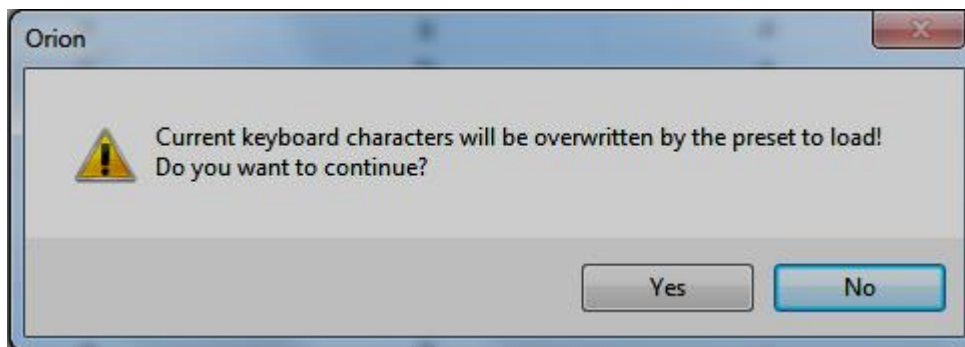 Orion
Current keyboard characters will be overwritten by the preset to load!
Do you want to continue?
Yes
No